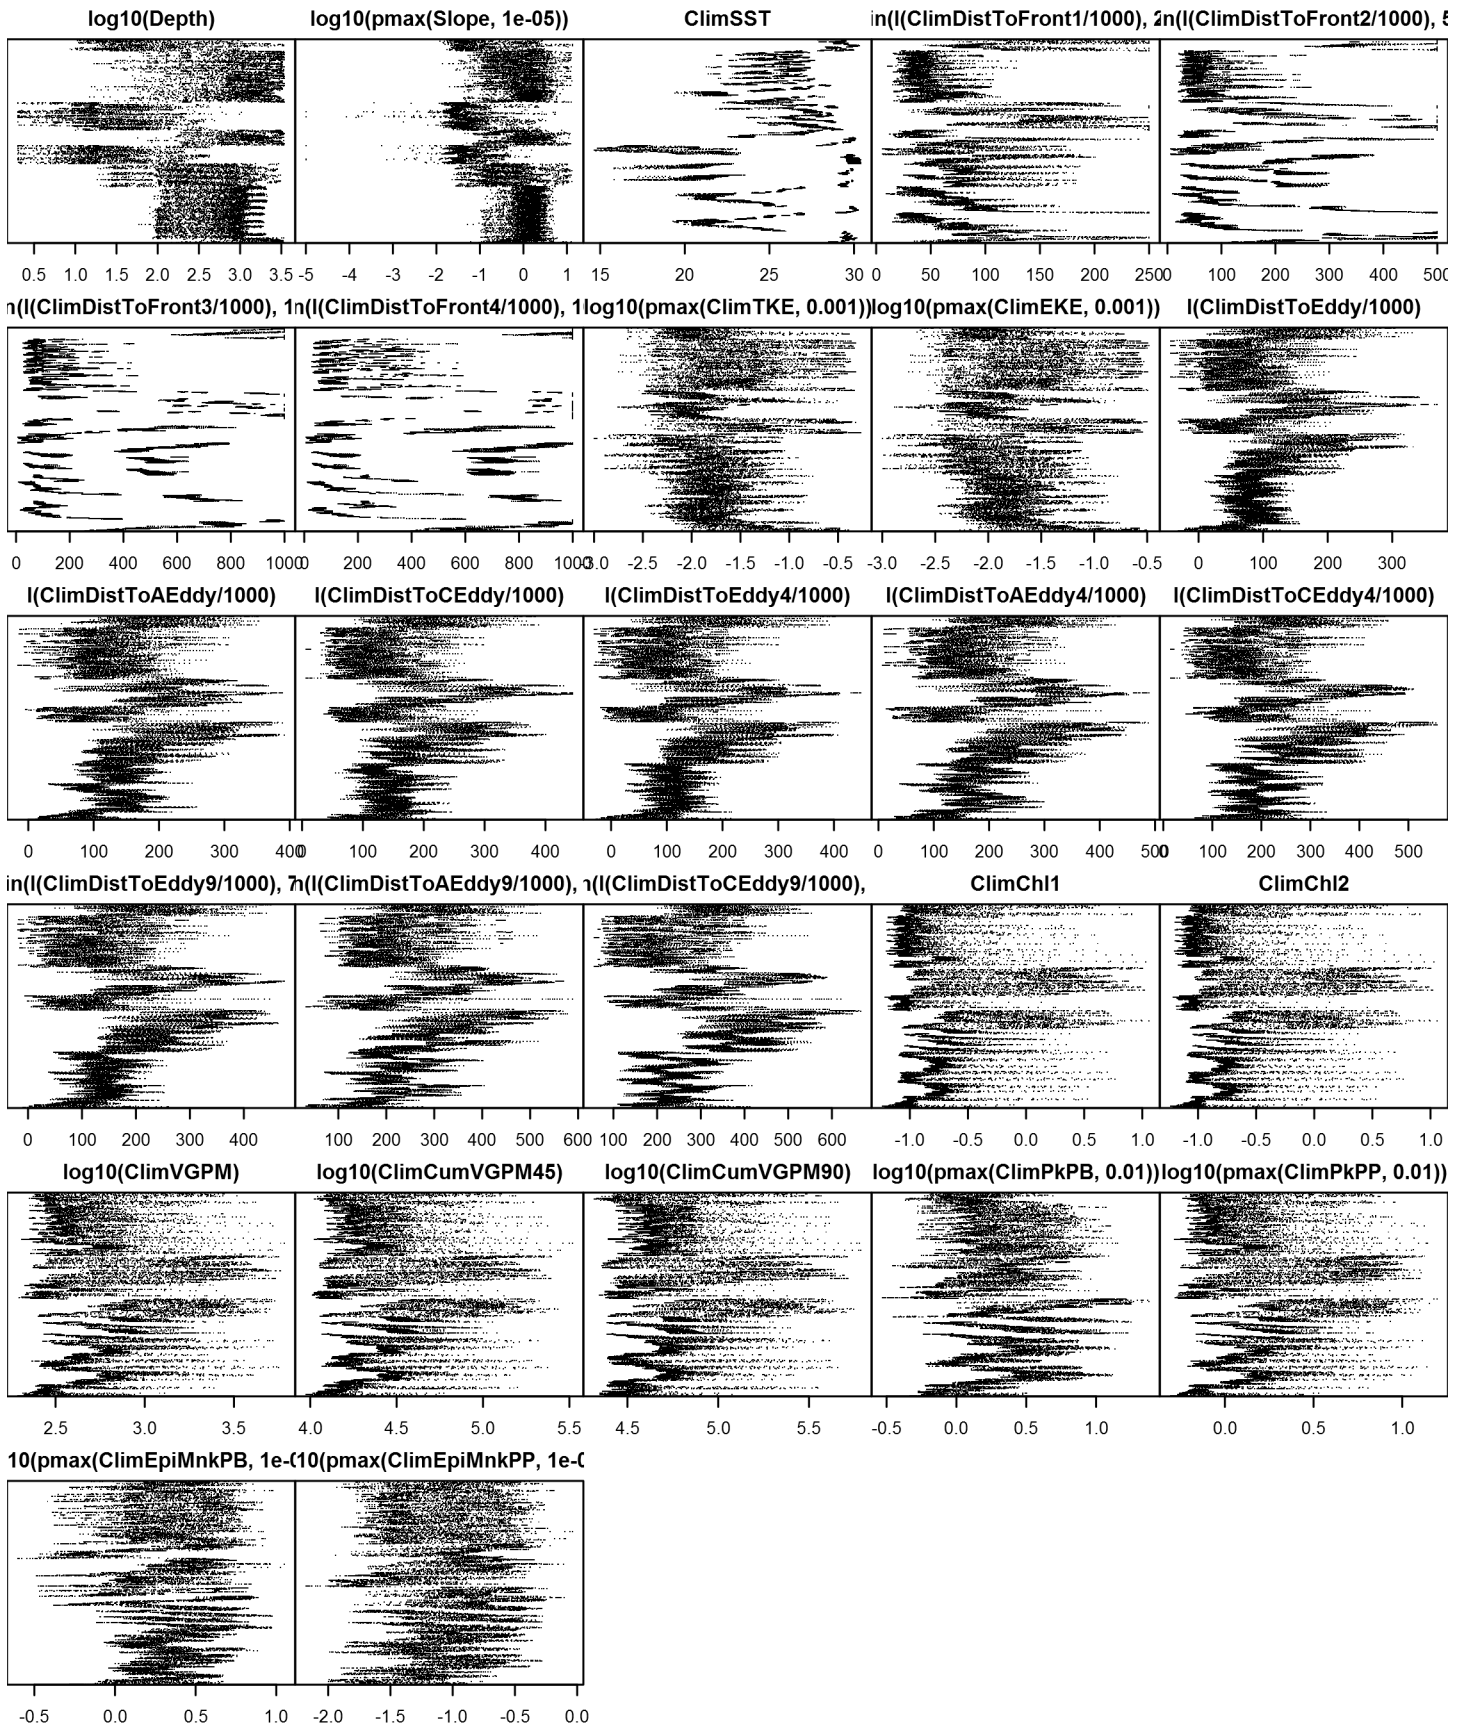 log10(Depth) log10(pmax(Slope, 1e-05)) ClimSST in(I(ClimDistToFront1/1000), 2 n(I(ClimDistToFront2/1000), 5
0.5 1.0 1.5 2.0 2.5 3.0 3.5 -5 -4 -3 -2 -1 0 1 15 20 25 30 0 50 100 150 200 250 0 100 200 300 400 500
n(I(ClimDistToFront3/1000), 1 n(I(ClimDistToFront4/1000), 1 log10(pmax(ClimTKE, 0.001)) log10(pmax(ClimEKE, 0.001)) I(ClimDistToEddy/1000)
0 200 400 600 800 1000 0 200 400 600 800 1000 -3.0 -2.5 -2.0 -1.5 -1.0 -0.5 -3.0 -2.5 -2.0 -1.5 -1.0 -0.5 0 100 200 300
I(ClimDistToAEddy/1000) I(ClimDistToCEddy/1000) I(ClimDistToEddy4/1000) I(ClimDistToAEddy4/1000) I(ClimDistToCEddy4/1000)
0 100 200 300 400 0 100 200 300 400 0 100 200 300 400 0 100 200 300 400 500 0 100 200 300 400 500
in(I(ClimDistToEddy9/1000), 7 n(I(ClimDistToAEddy9/1000), n(I(ClimDistToCEddy9/1000), ClimChl1 ClimChl2
0 100 200 300 400 100 200 300 400 500 600 100 200 300 400 500 600 -1.0 -0.5 0.0 0.5 1.0 -1.0 -0.5 0.0 0.5 1.0
log10(ClimVGPM) log10(ClimCumVGPM45) log10(ClimCumVGPM90) log10(pmax(ClimPkPB, 0.01)) log10(pmax(ClimPkPP, 0.01))
2.5 3.0 3.5 4.0 4.5 5.0 5.5 4.5 5.0 5.5 -0.5 0.0 0.5 1.0 0.0 0.5 1.0
10(pmax(ClimEpiMnkPB, 1e-0 10(pmax(ClimEpiMnkPP, 1e-0
-0.5 0.0 0.5 1.0 -2.0 -1.5 -1.0 -0.5 0.0